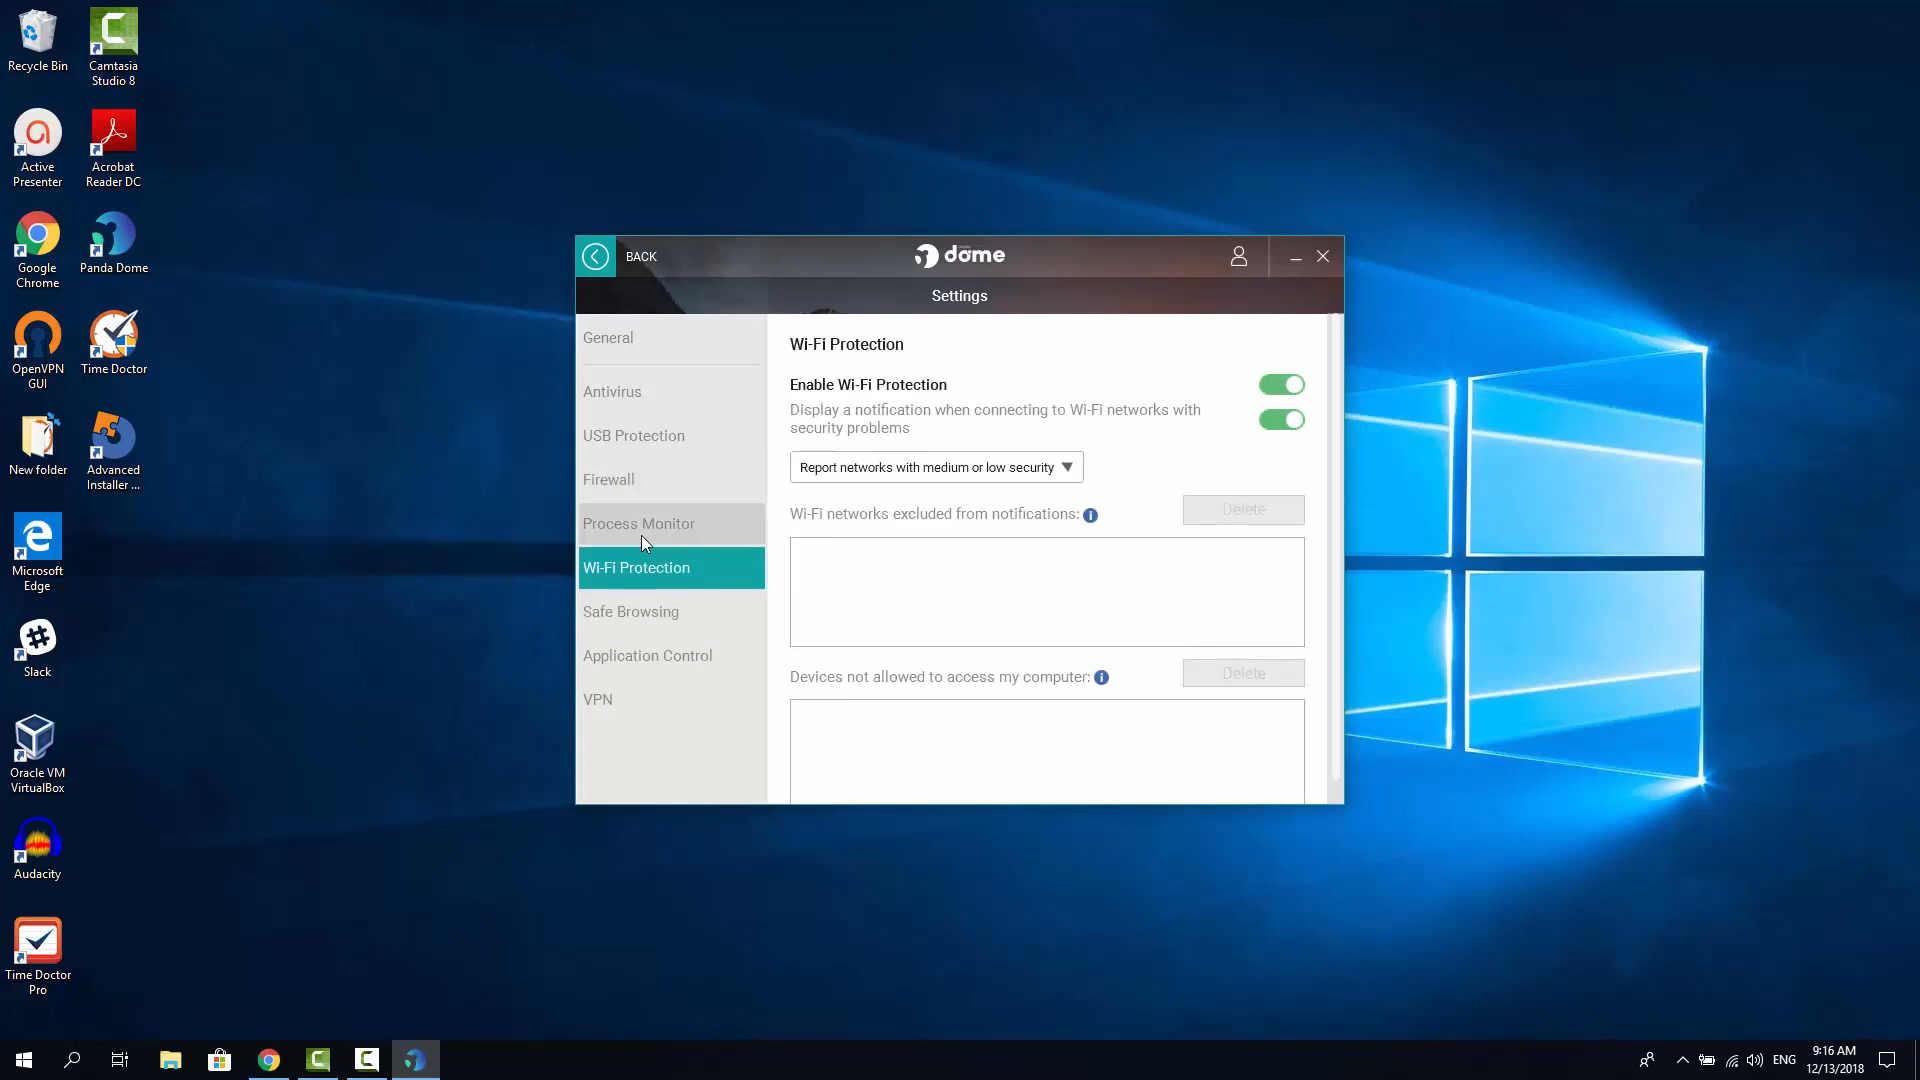 Recycle Bin
Camtasia
Studio 8
Active
Presenter
Acrobat
Reader DC
Google
Chrome
Panda Dome
OpenVPN
GUI
Time Doctor
New folder
Advanced
Installer ...
Microsoft
Edge
Slack
Oracle VM
VirtualBox
Audacity
Time Doctor
Pro
BACK
dome
Settings
General
Antivirus
USB Protection
Firewall
Process Monitor
Wi-Fi Protection
Safe Browsing
Application Control
VPN
Wi-Fi Protection
Enable Wi-Fi Protection
Display a notification when connecting to Wi-Fi networks with
security problems
Report networks with medium or low security
Wi-Fi networks excluded from notifications:
Delete
Devices not allowed to access my computer:
Delete
ENG
9:16 AM
12/13/2018